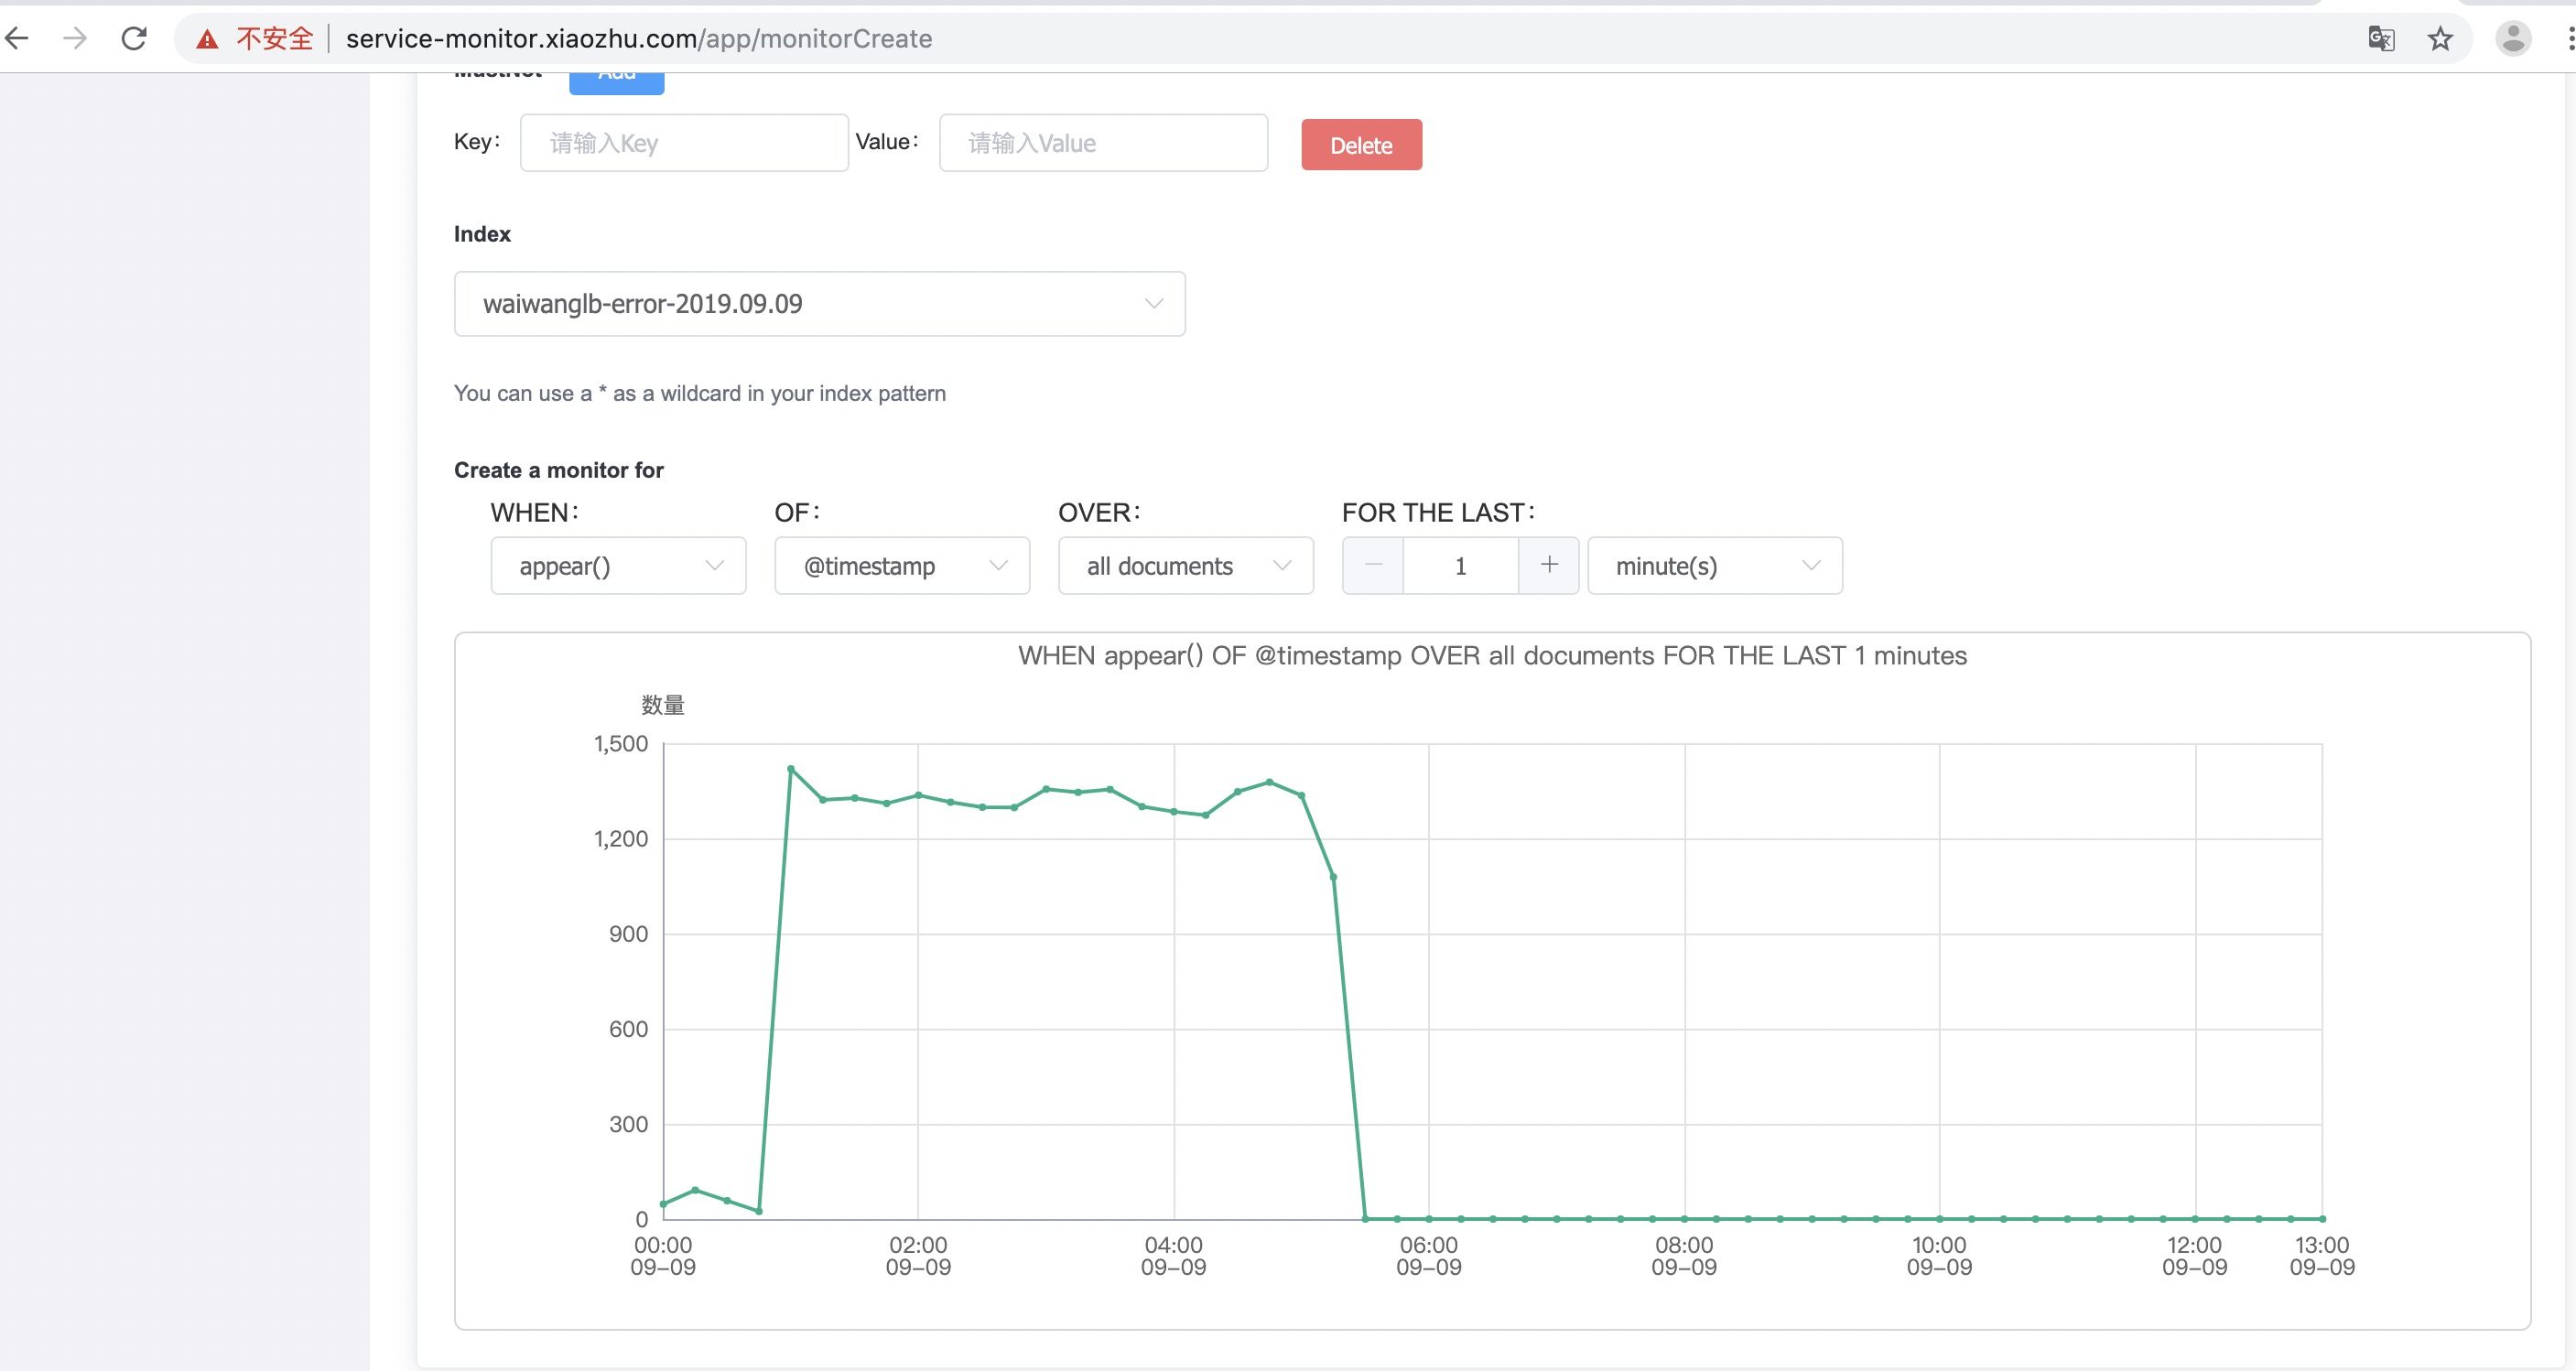 不安全 service-monitor.xiaozhu.com/app/monitorCreate
MustNot Add
Key： 请输入Key Value： 请输入Value Delete
Index
waiwanglb-error-2019.09.09
You can use a * as a wildcard in your index pattern
Create a monitor for
WHEN： OF： OVER： FOR THE LAST：
appear() @timestamp all documents 1 minute(s)
WHEN appear() OF @timestamp OVER all documents FOR THE LAST 1 minutes
数量
1,500
1,200
900
600
300
0
00:00 02:00 04:00 06:00 08:00 10:00 12:00 13:00
09-09 09-09 09-09 09-09 09-09 09-09 09-09 09-09